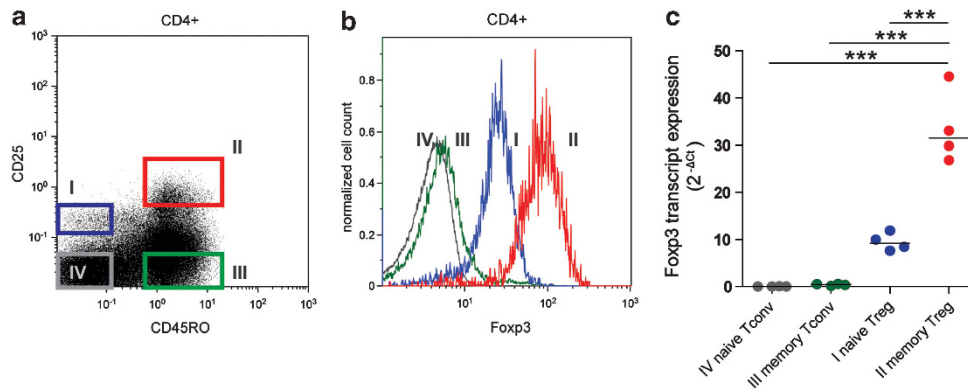 a
CD4+
CD25
10³
10²
10¹
10⁰
10⁻¹
I
II
IV
III
10⁻¹ 10⁰ 10¹ 10² 10³
CD45RO
b
CD4+
normalized cell count
0.8
0.6
0.4
0.2
0
IV III I II
10¹ 10² 10³
Foxp3
c
***
***
***
Foxp3 transcript expression
(2⁻ΔCt)
50
40
30
20
10
0
IV naive Tconv
III memory Tconv
I naive Treg
II memory Treg